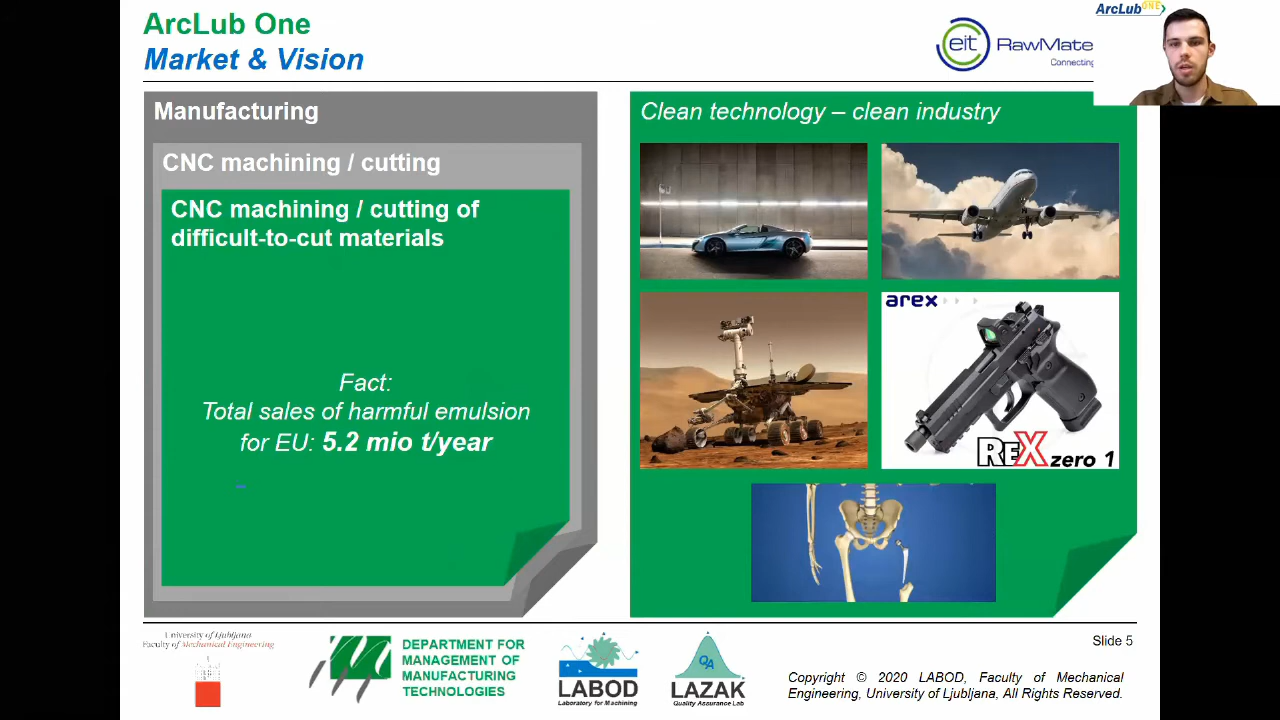 ArcLub One
Market & Vision
eit RawMate
Connecting
ArcLub ONE
Manufacturing
CNC machining / cutting
CNC machining / cutting of
difficult-to-cut materials
Fact:
Total sales of harmful emulsion
for EU: 5.2 mio t/year
Clean technology – clean industry
arex
REX zero 1
University of Ljubljana
Faculty of Mechanical Engineering
DEPARTMENT FOR
MANAGEMENT OF
MANUFACTURING
TECHNOLOGIES
LABOD
Laboratory for Machining
QA
LAZAK
Quality Assurance Lab
Slide 5
Copyright © 2020 LABOD, Faculty of Mechanical
Engineering, University of Ljubljana, All Rights Reserved.